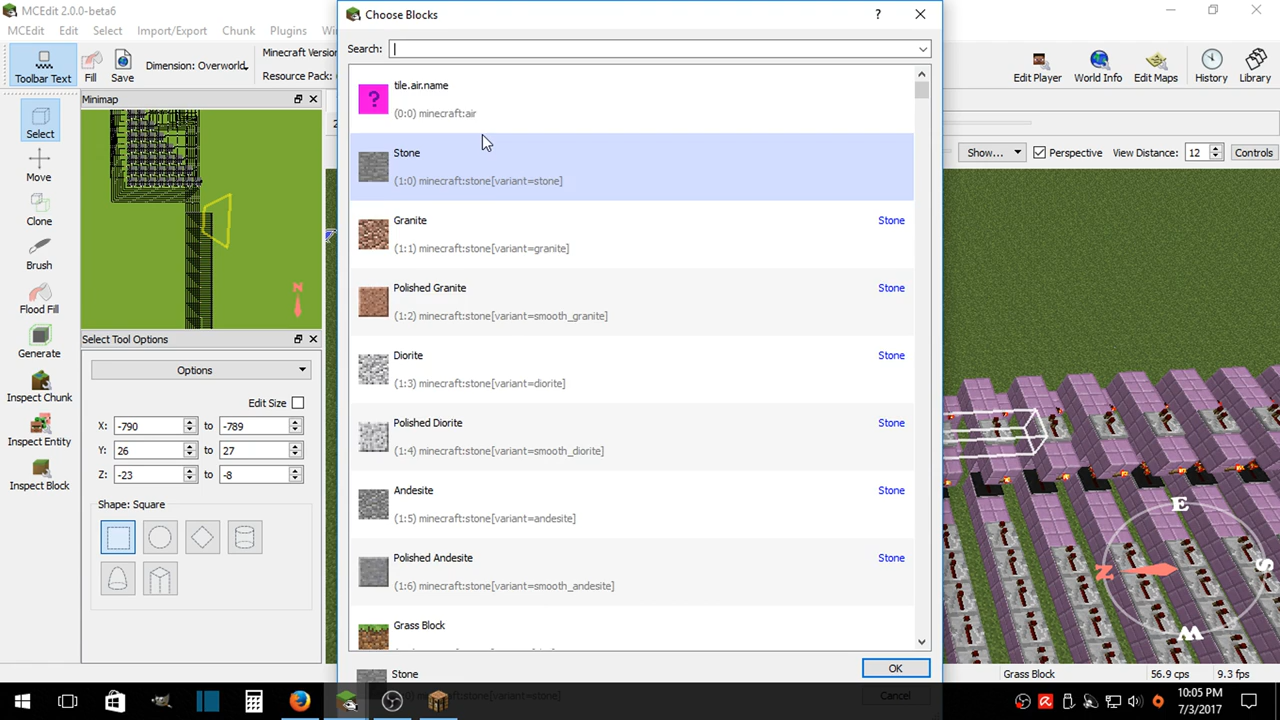 MCEdit 2.0.0-beta6
MCEdit Edit Select Import/Export Chunk Plugins
Toolbar Text
Fill
Save
Dimension: Overworld
Minecraft Version
Resource Pack:
Choose Blocks
?
Search:
tile.air.name
(0:0) minecraft:air
Stone
(1:0) minecraft:stone[variant=stone]
Granite
Stone
(1:1) minecraft:stone[variant=granite]
Polished Granite
Stone
(1:2) minecraft:stone[variant=smooth_granite]
Diorite
Stone
(1:3) minecraft:stone[variant=diorite]
Polished Diorite
Stone
(1:4) minecraft:stone[variant=smooth_diorite]
Andesite
Stone
(1:5) minecraft:stone[variant=andesite]
Polished Andesite
Stone
(1:6) minecraft:stone[variant=smooth_andesite]
Grass Block
Stone
OK
Cancel
Edit Player
World Info
Edit Maps
History
Library
Show...
Perspective
View Distance: 12
Controls
Minimap
N
Select
Move
Clone
Brush
Flood Fill
Generate
Inspect Chunk
Inspect Entity
Inspect Block
Select Tool Options
Options
Edit Size
X: -790 to -789
Y: 26 to 27
Z: -23 to -8
Shape: Square
E
S
Z
M
Grass Block
56.9 cps
9.3 fps
10:05 PM
7/3/2017